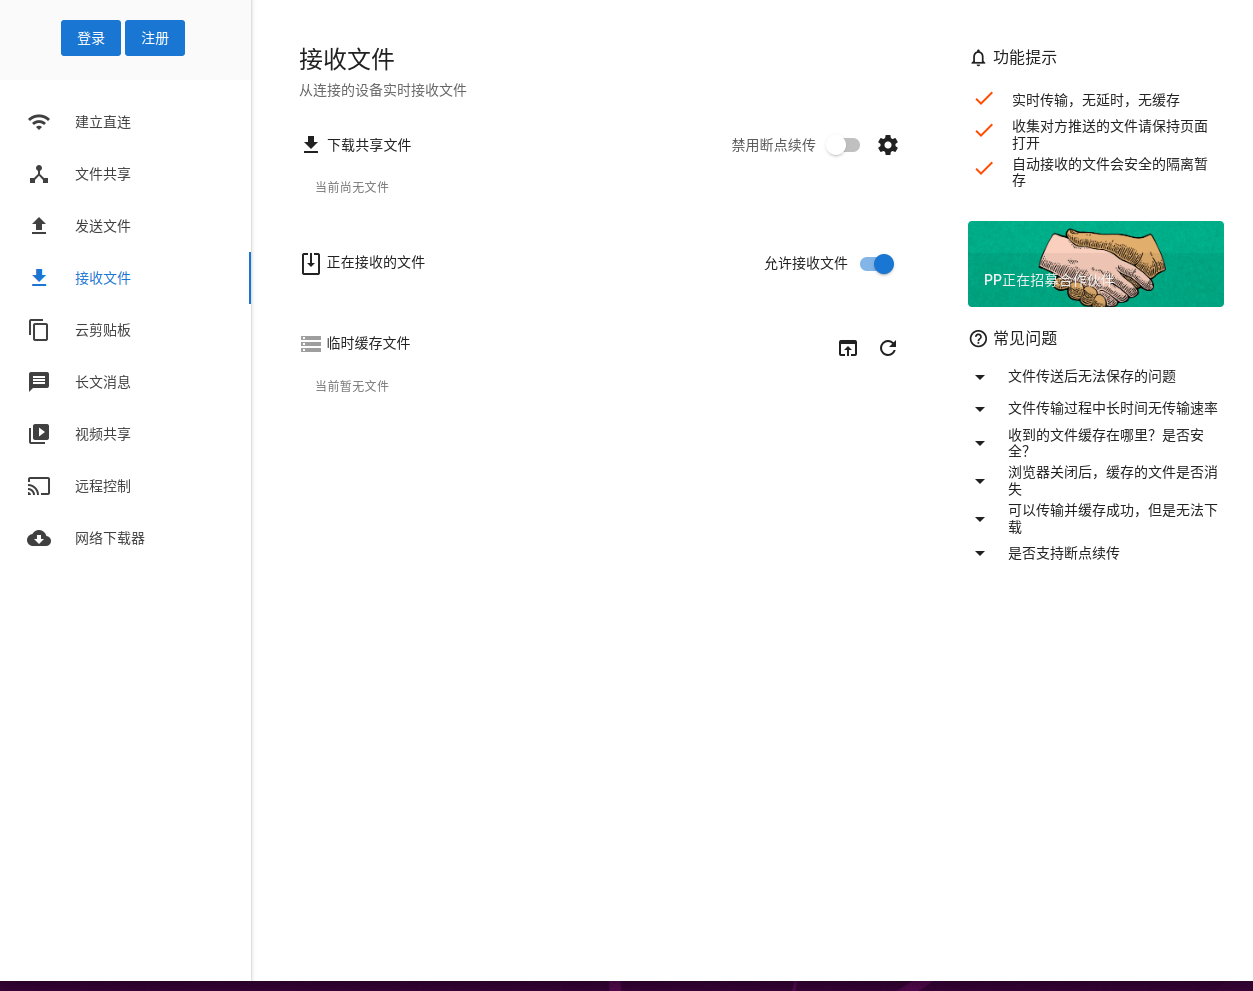 登录
注册
建立直连
文件共享
发送文件
接收文件
云剪贴板
长文消息
视频共享
远程控制
网络下载器
接收文件
从连接的设备实时接收文件
下载共享文件
禁用断点续传
当前尚无文件
正在接收的文件
允许接收文件
临时缓存文件
当前暂无文件
功能提示
实时传输，无延时，无缓存
收集对方推送的文件请保持页面
打开
自动接收的文件会安全的隔离暂
存
PP正在招募合作伙伴
常见问题
文件传送后无法保存的问题
文件传输过程中长时间无传输速率
收到的文件缓存在哪里？是否安
全？
浏览器关闭后，缓存的文件是否消
失
可以传输并缓存成功，但是无法下
载
是否支持断点续传